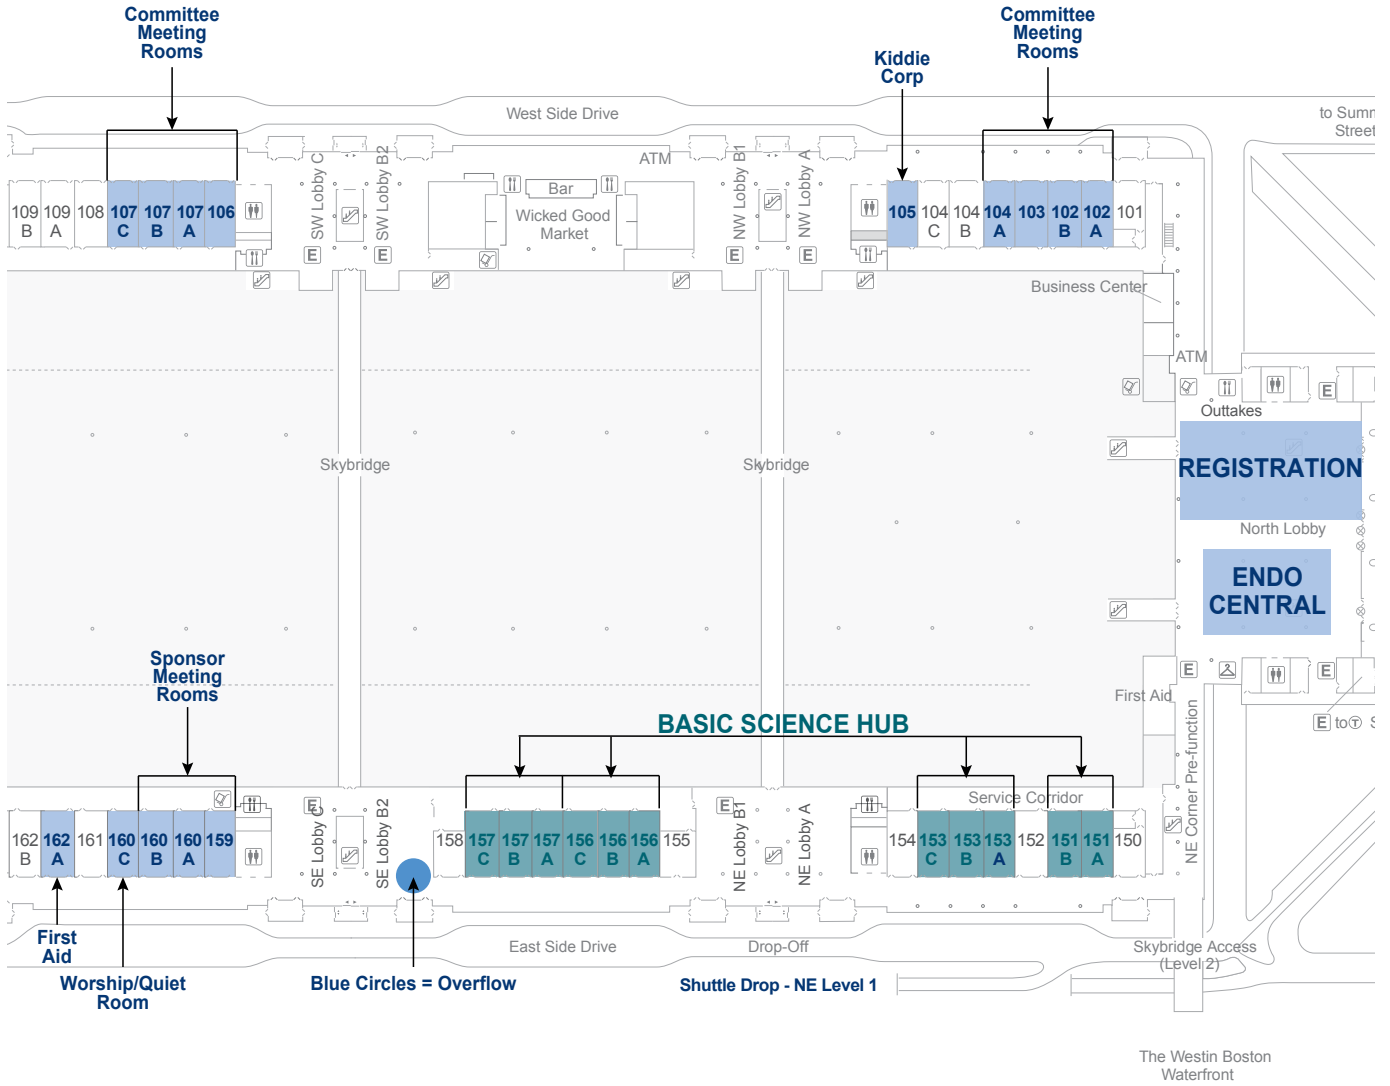 Committee
Meeting
Rooms
Committee
Meeting
Rooms
Kiddie
Corp
West Side Drive
to Summ
Street
ATM
SW Lobby C
SW Lobby B2
NW Lobby B1
NW Lobby A
Bar
Wicked Good
Market
109
B
109
A
108
107
C
107
B
107
A
106
105
104
C
104
B
104
A
103
102
B
102
A
101
E
E
E
E
Business Center
ATM
E
Outtakes
Skybridge
Skybridge
REGISTRATION
North Lobby
ENDO
CENTRAL
Sponsor
Meeting
Rooms
E
E
First Aid
BASIC SCIENCE HUB
E to T S
NE Corner Pre-function
Service Corridor
E
E
SE Lobby C
SE Lobby B2
NE Lobby B1
NE Lobby A
162
B
162
A
161
160
C
160
B
160
A
159
158
157
C
157
B
157
A
156
C
156
B
156
A
155
154
153
C
153
B
153
A
152
151
B
151
A
150
First
Aid
East Side Drive
Drop-Off
Skybridge Access
(Level 2)
Worship/Quiet
Room
Blue Circles = Overflow
Shuttle Drop - NE Level 1
The Westin Boston
Waterfront